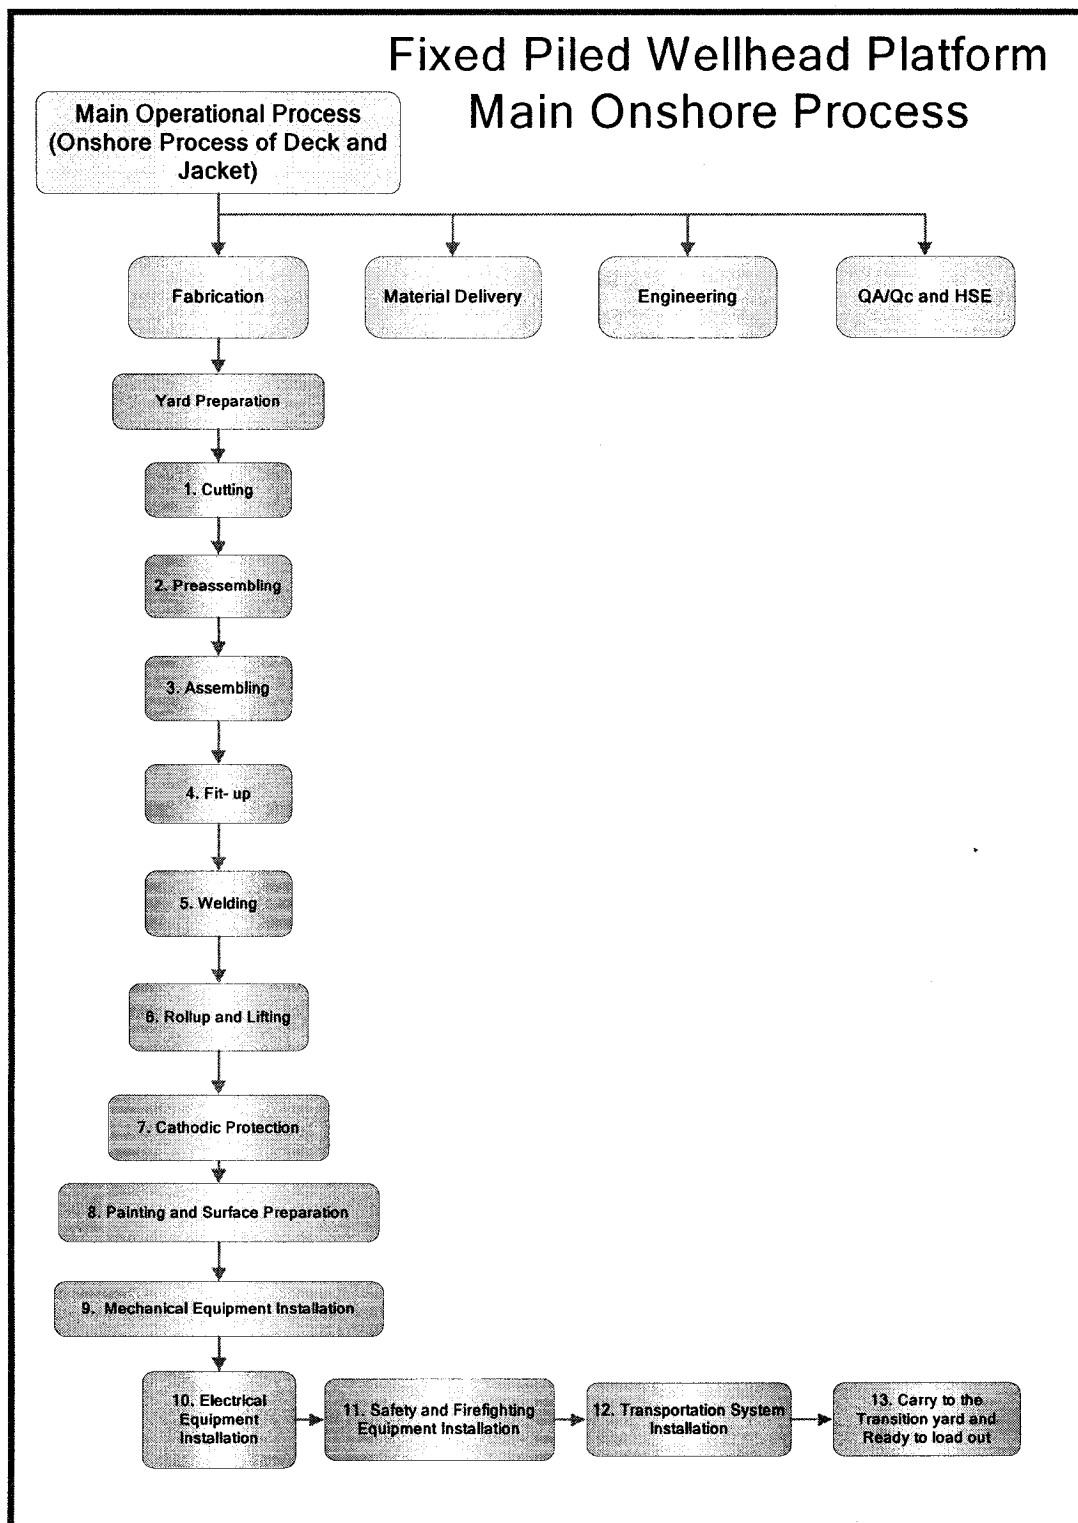 Fixed Piled Wellhead Platform
Main Onshore Process
Main Operational Process
(Onshore Process of Deck and
Jacket)
Fabrication
Material Delivery
Engineering
QA/Qc and HSE
Yard Preparation
1. Cutting
2. Preassembling
3. Assembling
4. Fit- up
5. Welding
6. Rollup and Lifting
7. Cathodic Protection
8. Painting and Surface Preparation
9. Mechanical Equipment Installation
10. Electrical
Equipment
Installation
11. Safety and Firefighting
Equipment Installation
12. Transportation System
Installation
13. Carry to the
Transition yard and
Ready to load out